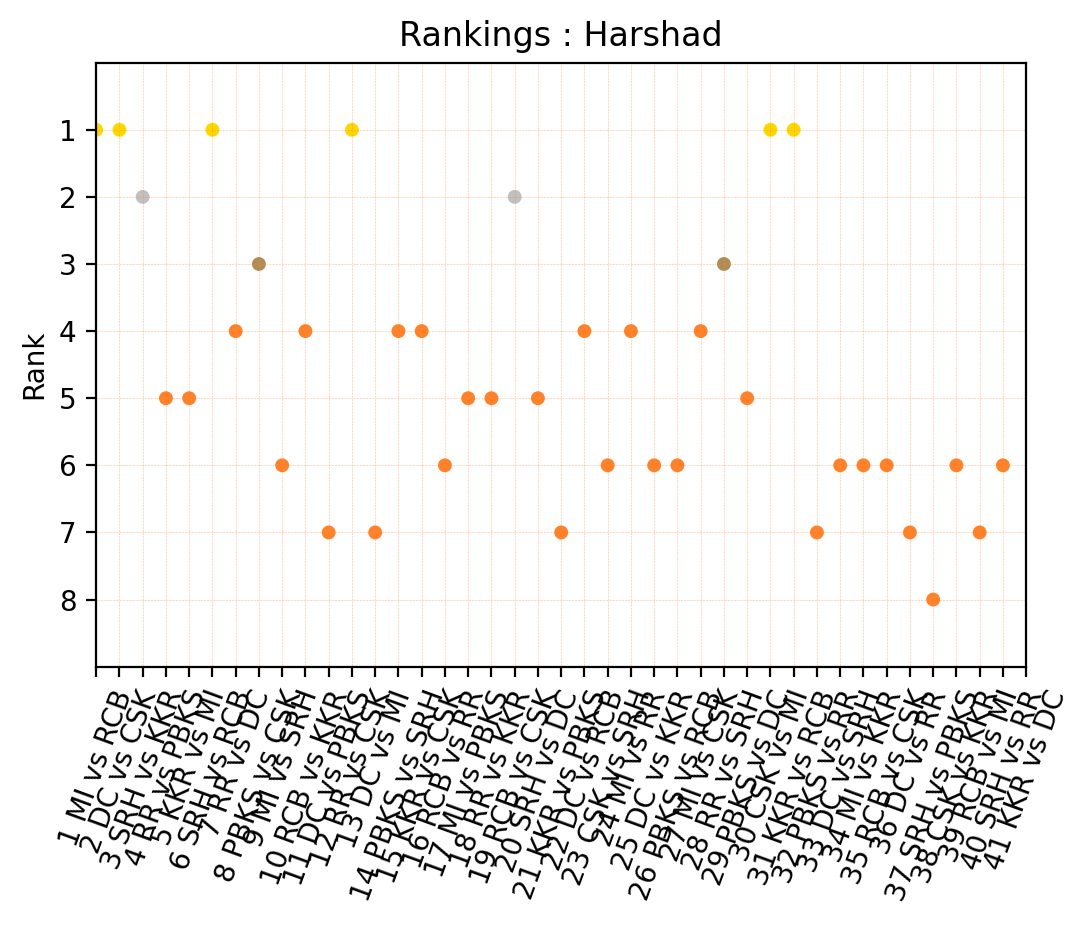 Rankings : Harshad
Rank
1
2
3
4
5
6
7
8
1 MI vs RCB
2 DC vs CSK
3 SRH vs KKR
4 RR vs PBKS
5 KKR vs MI
6 SRH vs RCB
7 RR vs DC
8 PBKS vs CSK
9 MI vs SRH
10 RCB vs KKR
11 DC vs PBKS
12 RR vs CSK
13 DC vs MI
14 PBKS vs SRH
15 KKR vs CSK
16 RCB vs RR
17 MI vs PBKS
18 RR vs KKR
19 RCB vs CSK
20 SRH vs DC
21 KKR vs PBKS
22 DC vs RCB
23 CSK vs SRH
24 MI vs RR
25 DC vs KKR
26 PBKS vs RCB
27 MI vs CSK
28 RR vs SRH
29 PBKS vs DC
30 CSK vs MI
31 KKR vs RCB
32 PBKS vs RR
33 DC vs SRH
34 MI vs KKR
35 RCB vs CSK
36 DC vs RR
37 SRH vs PBKS
38 CSK vs KKR
39 RCB vs MI
40 SRH vs RR
41 KKR vs DC